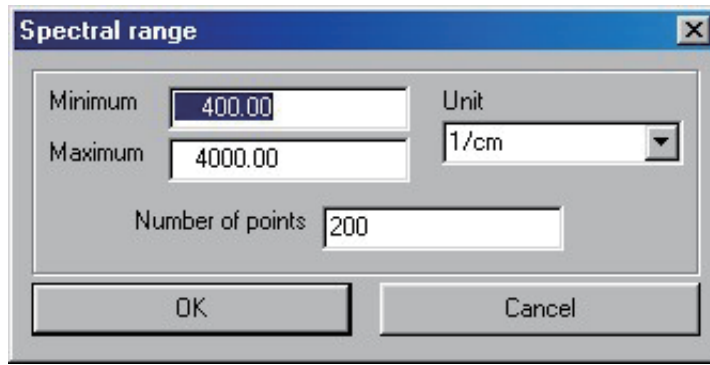 Spectral range
Minimum 400.00 Unit
Maximum 4000.00 1/cm
Number of points 200
OK Cancel